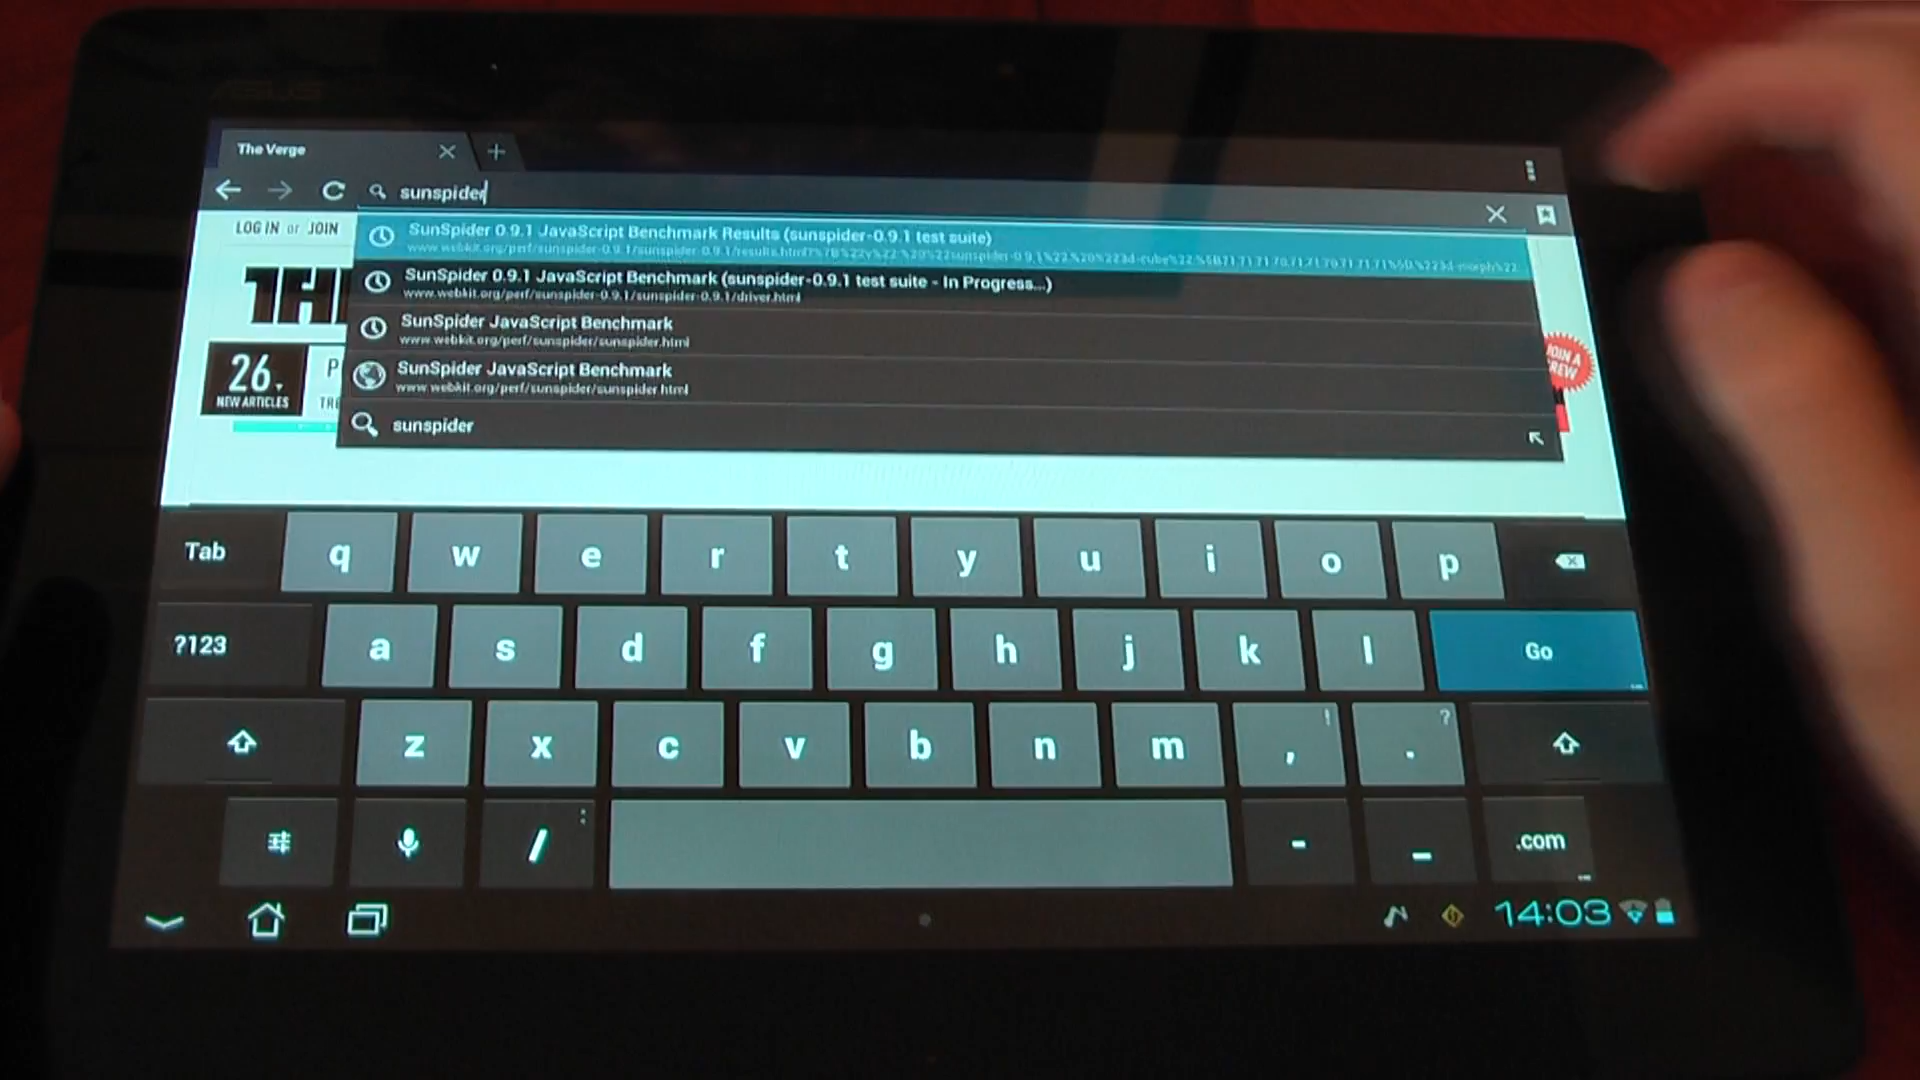 ASUS
The Verge
sunspider
LOG IN or JOIN
SunSpider 0.9.1 JavaScript Benchmark Results (sunspider-0.9.1 test suite)
SunSpider 0.9.1 JavaScript Benchmark (sunspider-0.9.1 test suite - In Progress...)
www.webkit.org/perf/sunspider-0.9.1/sunspider-0.9.1/driver.html
SunSpider JavaScript Benchmark
www.webkit.org/perf/sunspider/sunspider.html
SunSpider JavaScript Benchmark
www.webkit.org/perf/sunspider/sunspider.html
sunspider
TH
26
NEW ARTICLES
P
TRE
JOIN A
Tab q w e r t y u i o p
?123 a s d f g h j k l Go
z x c v b n m , ! . ?
/ : - _ .com
14:03